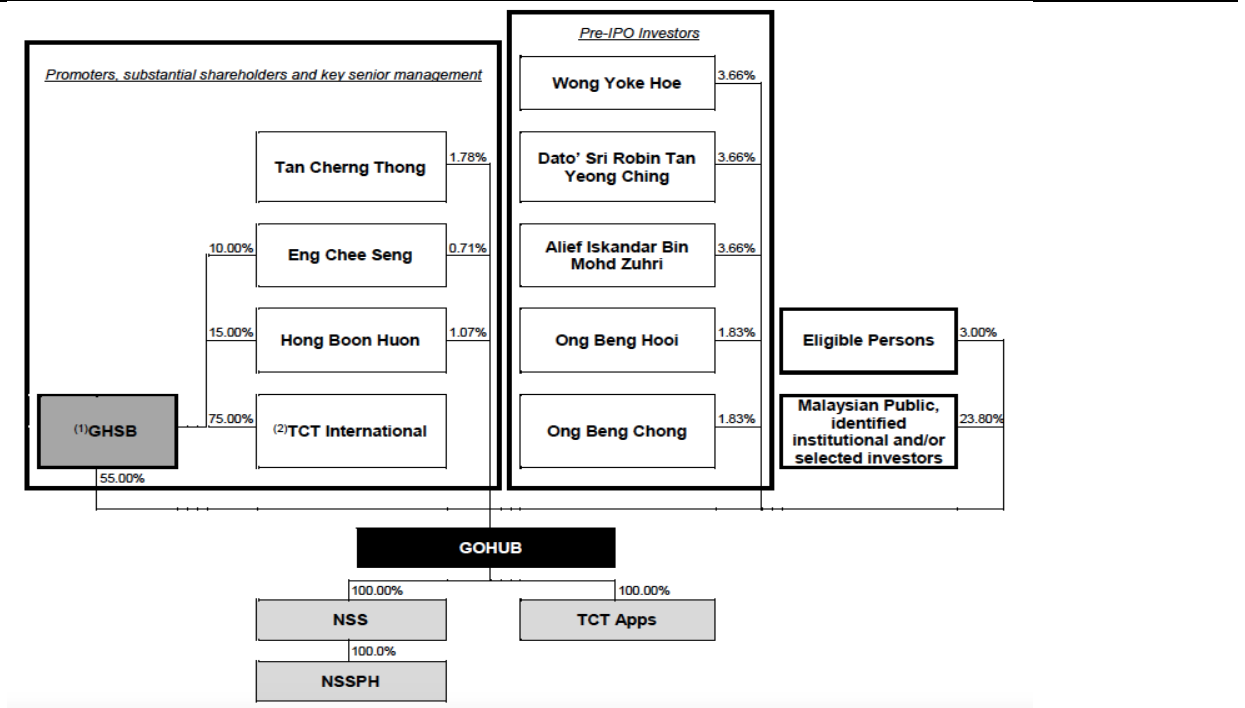 Pre-IPO Investors
Promoters, substantial shareholders and key senior management
Wong Yoke Hoe
3.66%
Tan Cherng Thong
1.78%
Dato' Sri Robin Tan
Yeong Ching
3.66%
10.00%
Eng Chee Seng
0.71%
Alief Iskandar Bin
Mohd Zuhri
3.66%
15.00%
Hong Boon Huon
1.07%
Ong Beng Hooi
1.83%
Eligible Persons
3.00%
(1)GHSB
75.00%
(2)TCT International
Ong Beng Chong
1.83%
Malaysian Public,
identified
institutional and/or
selected investors
23.80%
55.00%
GOHUB
100.00%
100.00%
NSS
TCT Apps
100.0%
NSSPH